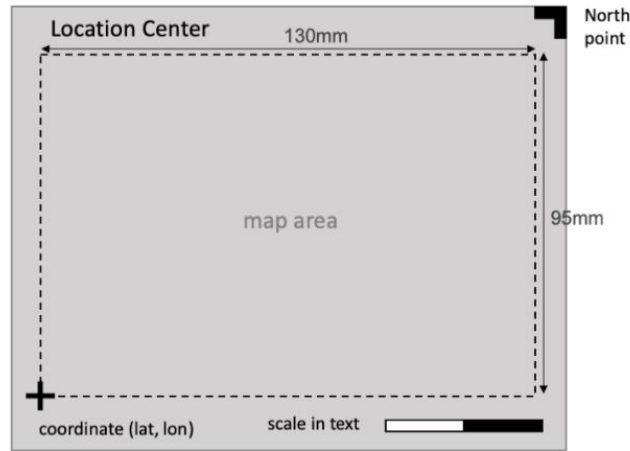 Location Center
North
point
130mm
map area
95mm
coordinate (lat, lon)
scale in text